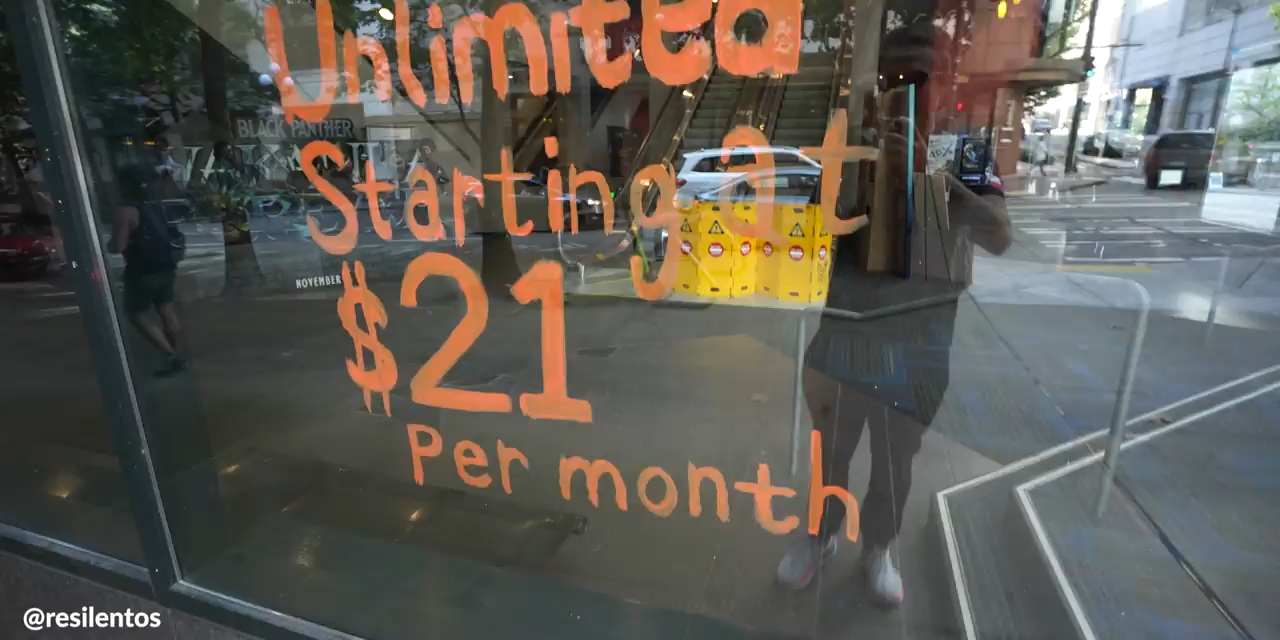 Unlimited
BLACK PANTHER
Starting at
NOVEMBER
$21
Per month
@resilentos